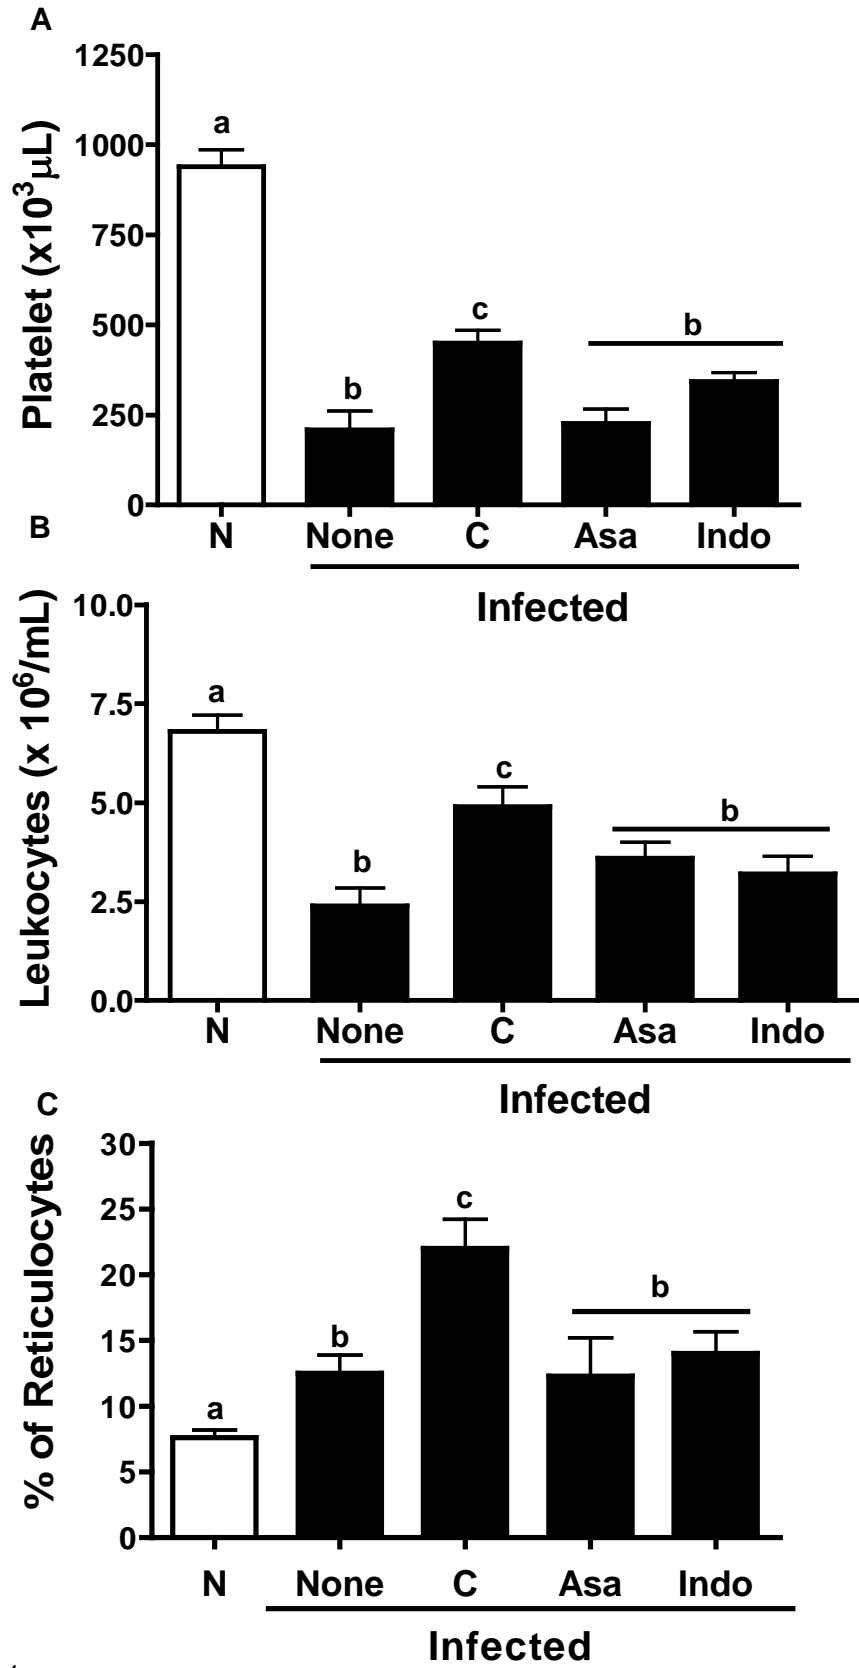 A
Platelet (x10³µL)
1250
1000
750
500
250
0
a
b
c
b
N None C Asa Indo
Infected
B
Leukocytes (x 10⁶/mL)
10.0
7.5
5.0
2.5
0.0
a
b
c
b
N None C Asa Indo
Infected
C
% of Reticulocytes
30
25
20
15
10
5
0
a
b
c
b
N None C Asa Indo
Infected